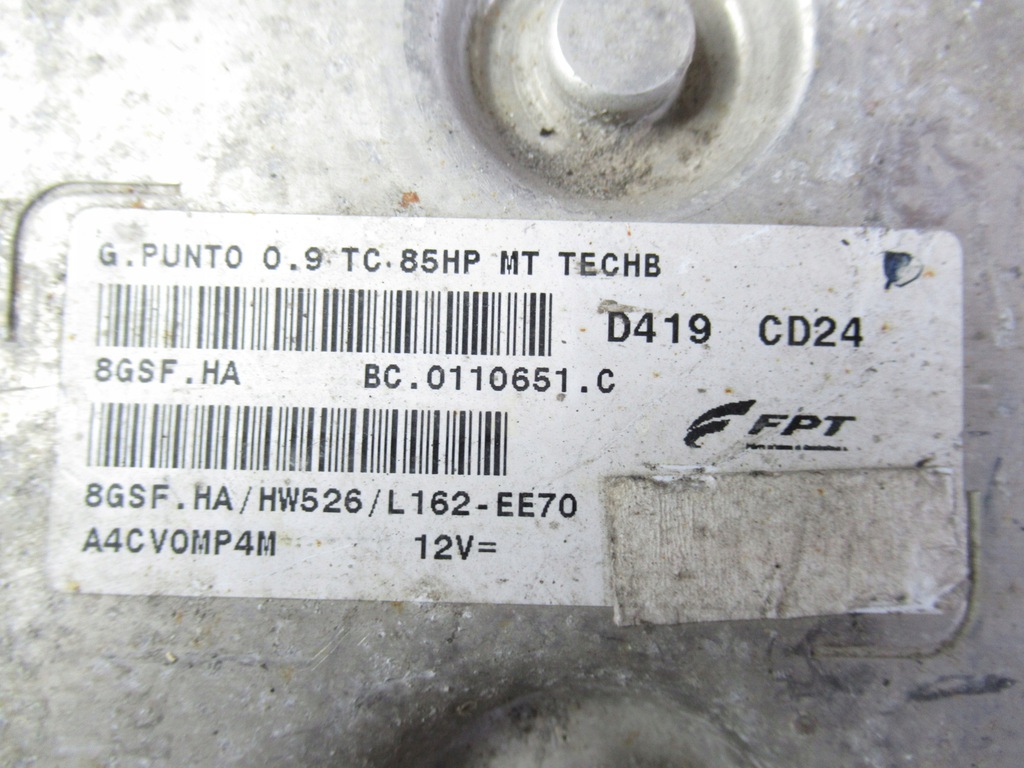 G.PUNTO 0.9 TC.85HP MT TECHB
D419 CD24
8GSF.HA BC.0110651.C
FPT
8GSF.HA/HW526/L162-EE70
A4CV0MP4M 12V=